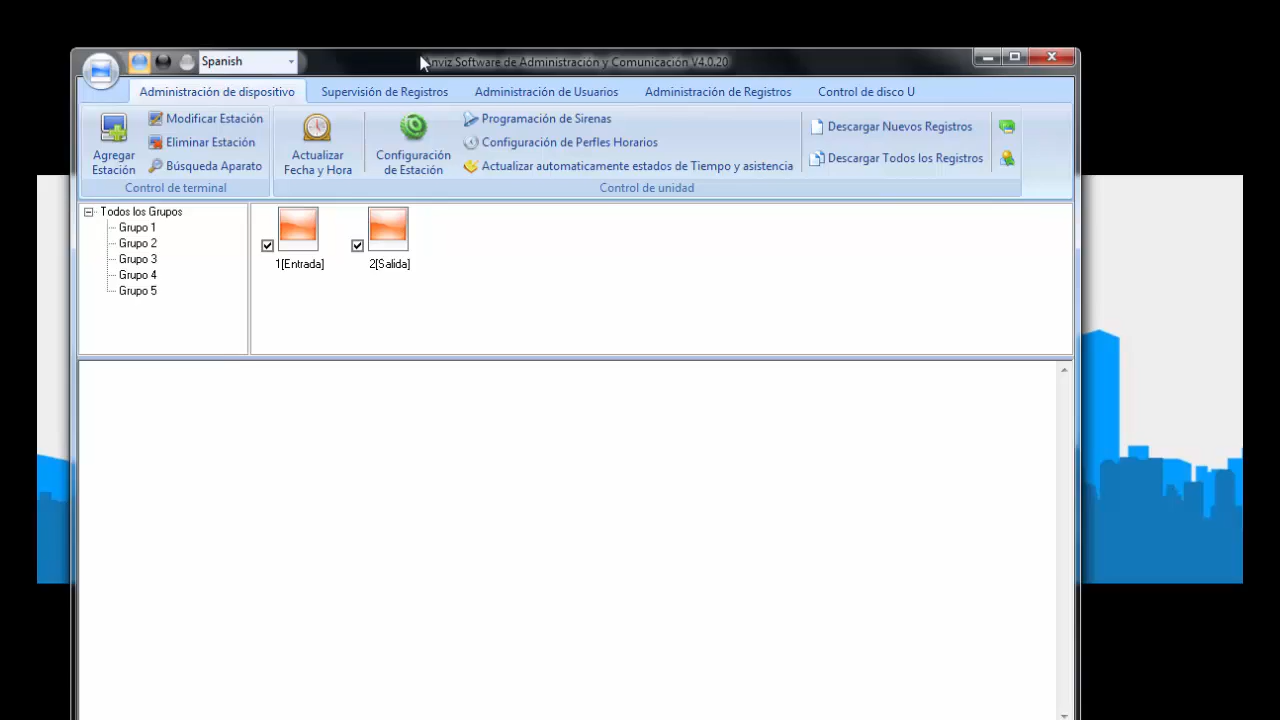 Spanish
nviz Software de Administración y Comunicación V4.0.20
Administración de dispositivo
Supervisión de Registros
Administración de Usuarios
Administración de Registros
Control de disco U
Agregar
Estación
Modificar Estación
Eliminar Estación
Búsqueda Aparato
Control de terminal
Actualizar
Fecha y Hora
Configuración
de Estación
Programación de Sirenas
Configuración de Perfles Horarios
Actualizar automaticamente estados de Tiempo y asistencia
Descargar Nuevos Registros
Descargar Todos los Registros
Control de unidad
Todos los Grupos
Grupo 1
Grupo 2
Grupo 3
Grupo 4
Grupo 5
1[Entrada]
2[Salida]